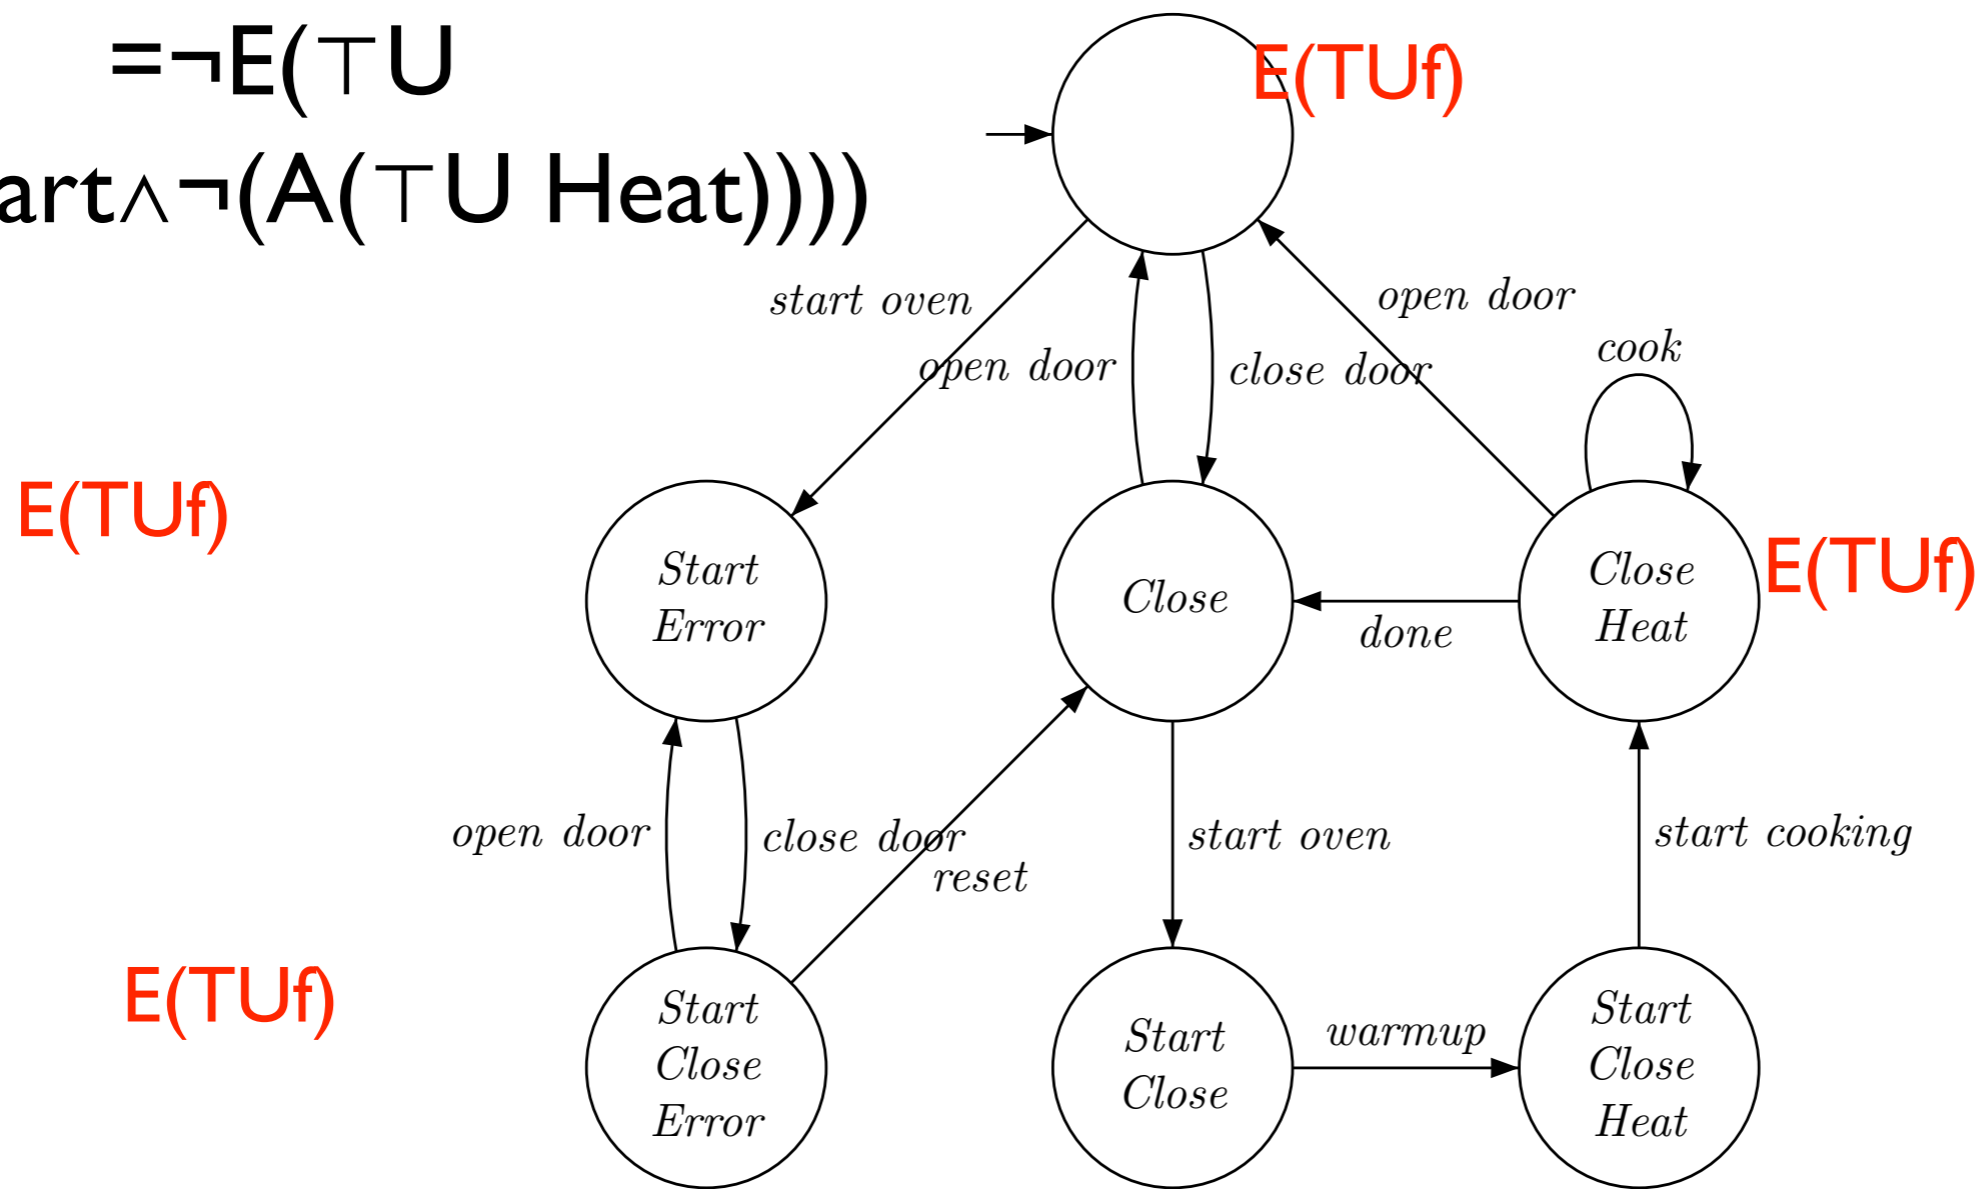 =¬E(⊤U
E(TUf)
art∧¬(A(⊤U Heat))))
start oven
open door
open door
close door
cook
E(TUf)
Start
Error
Close
Close
Heat
E(TUf)
done
open door
close door
reset
start oven
start cooking
E(TUf)
Start
Close
Error
Start
Close
warmup
Start
Close
Heat